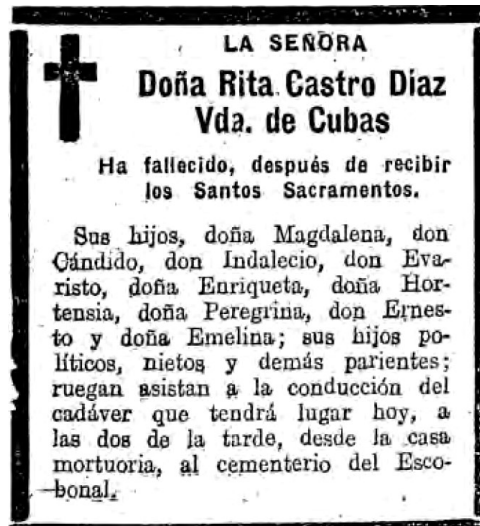 LA SEÑORA
Doña Rita Castro Díaz
Vda. de Cubas
Ha fallecido, después de recibir
los Santos Sacramentos.
Sus hijos, doña Magdalena, don
Cándido, don Indalecio, don Eva-
risto, doña Enriqueta, doña Hor-
tensia, doña Peregrina, don Ernes-
to y doña Emelina; sus hijos po-
líticos, nietos y demás parientes;
ruegan asistan a la conducción del
cadáver que tendrá lugar hoy, a
las dos de la tarde, desde la casa
mortuoria, al cementerio del Esco-
bonal.